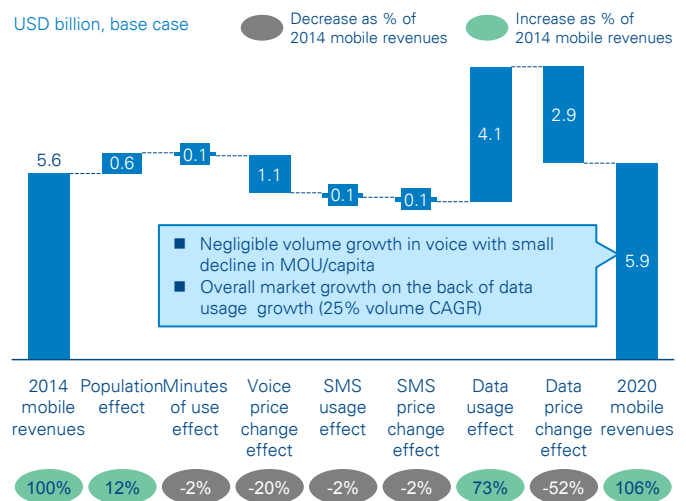 USD billion, base case
Decrease as % of
2014 mobile revenues
Increase as % of
2014 mobile revenues
5.6
0.6
0.1
1.1
0.1
0.1
4.1
2.9
5.9
■ Negligible volume growth in voice with small
decline in MOU/capita
■ Overall market growth on the back of data
usage growth (25% volume CAGR)
2014
mobile
revenues
Population
effect
Minutes
of use
effect
Voice
price
change
effect
SMS
usage
effect
SMS
price
change
effect
Data
usage
effect
Data
price
change
effect
2020
mobile
revenues
100%
12%
-2%
-20%
-2%
-2%
73%
-52%
106%